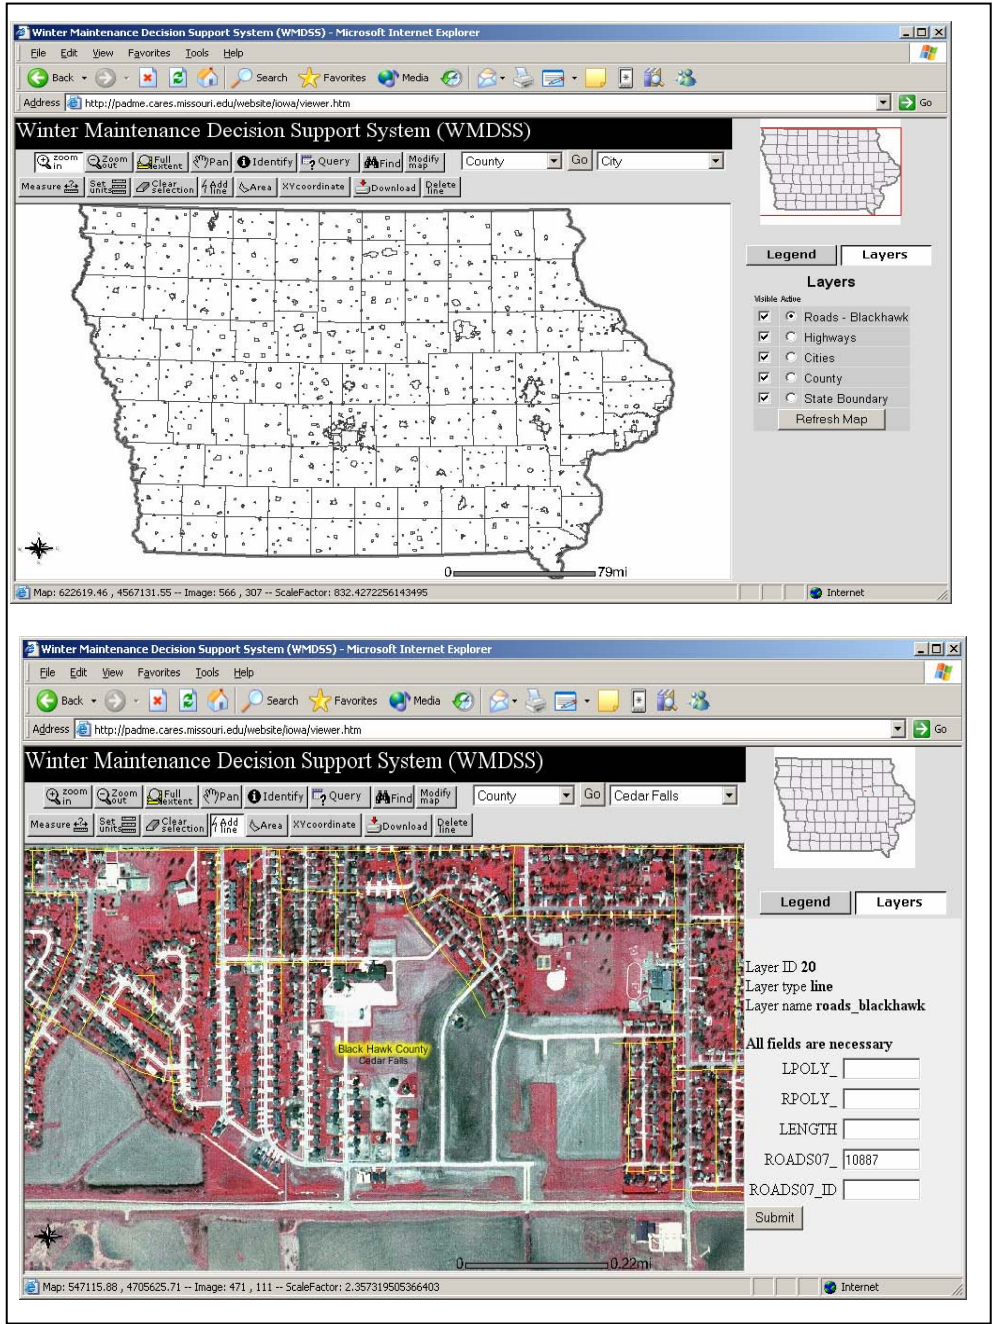 Winter Maintenance Decision Support System (WMDSS) - Microsoft Internet Explorer
File Edit View Favorites Tools Help
Back Search Favorites Media
Address http://padme.cares.missouri.edu/website/iowa/viewer.htm Go
Winter Maintenance Decision Support System (WMDSS)
zoom in Zoom out Full extent Pan Identify Query Find Modify map County Go City
Measure Set units Clear selection Add line Area XYcoordinate Download Delete line
Legend Layers
Layers
Visible Active
Roads - Blackhawk
Highways
Cities
County
State Boundary
Refresh Map
0 79mi
Map: 622619.46 , 4567131.55 -- Image: 566 , 307 -- ScaleFactor: 832.4272256143495 Internet
Winter Maintenance Decision Support System (WMDSS) - Microsoft Internet Explorer
File Edit View Favorites Tools Help
Back Search Favorites Media
Address http://padme.cares.missouri.edu/website/iowa/viewer.htm Go
Winter Maintenance Decision Support System (WMDSS)
zoom in Zoom out Full extent Pan Identify Query Find Modify map County Go Cedar Falls
Measure Set units Clear selection Add line Area XYcoordinate Download Delete line
Legend Layers
Layer ID 20
Layer type line
Layer name roads_blackhawk
All fields are necessary
LPOLY_
RPOLY_
LENGTH
ROADS07_ 10887
ROADS07_ID
Submit
Black Hawk County
Cedar Falls
0 0.22mi
Map: 547115.88 , 4705625.71 -- Image: 471 , 111 -- ScaleFactor: 2.357319505366403 Internet